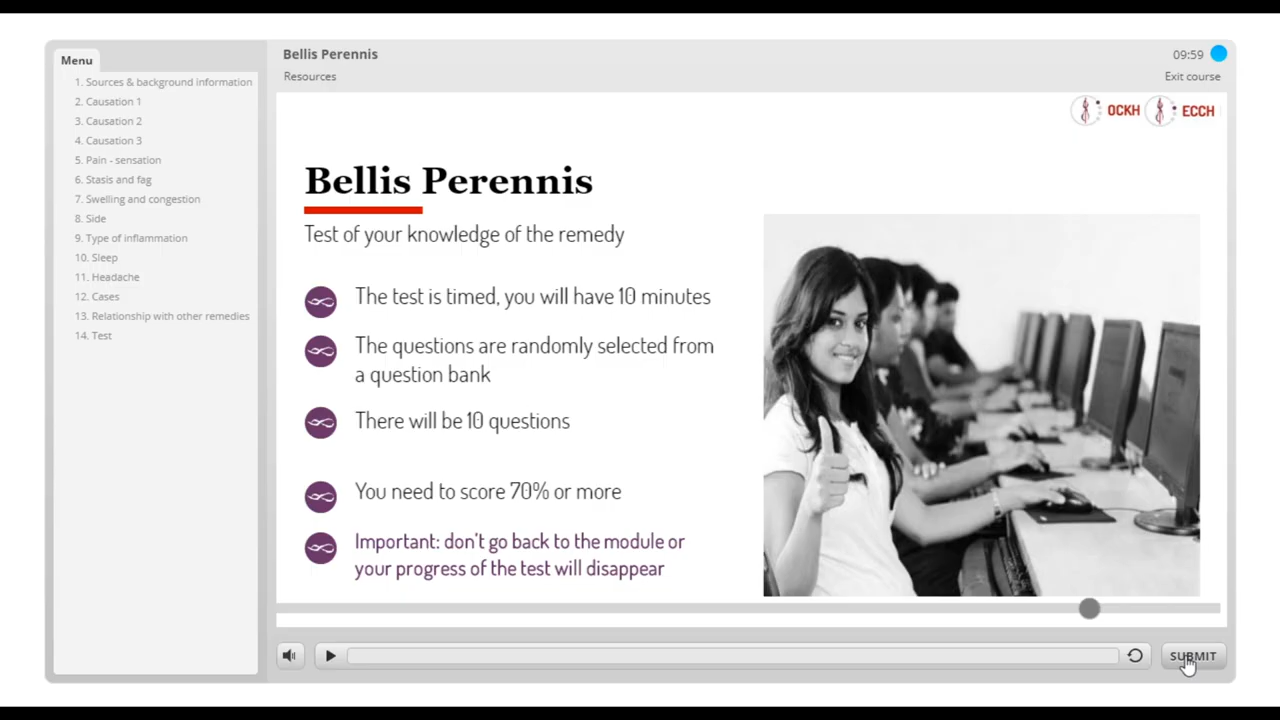 Menu
1. Sources & background information
2. Causation 1
3. Causation 2
4. Causation 3
5. Pain - sensation
6. Stasis and fag
7. Swelling and congestion
8. Side
9. Type of inflammation
10. Sleep
11. Headache
12. Cases
13. Relationship with other remedies
14. Test
Bellis Perennis
09:59
Resources
Exit course
OCKH
ECCH
Bellis Perennis
Test of your knowledge of the remedy
The test is timed, you will have 10 minutes
The questions are randomly selected from
a question bank
There will be 10 questions
You need to score 70% or more
Important: don't go back to the module or
your progress of the test will disappear
SUBMIT